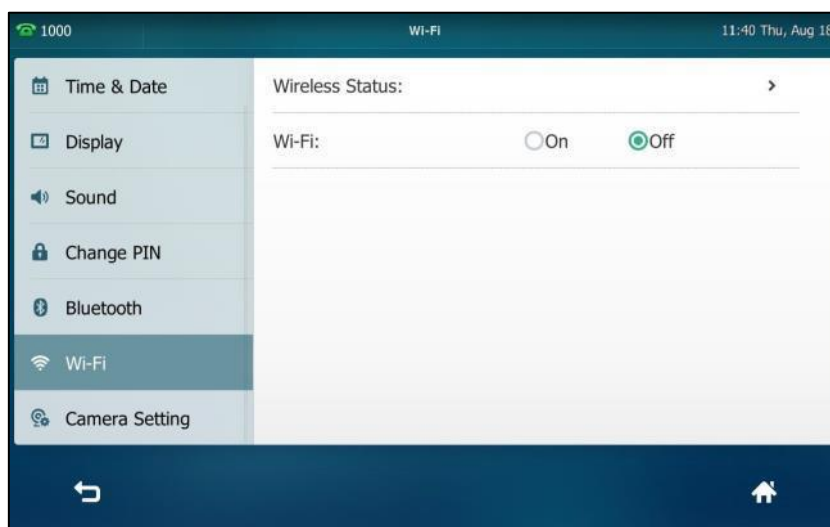 1000 Wi-Fi 11:40 Thu, Aug 18
Time & Date
Display
Sound
Change PIN
Bluetooth
Wi-Fi
Camera Setting
Wireless Status:
Wi-Fi: On Off